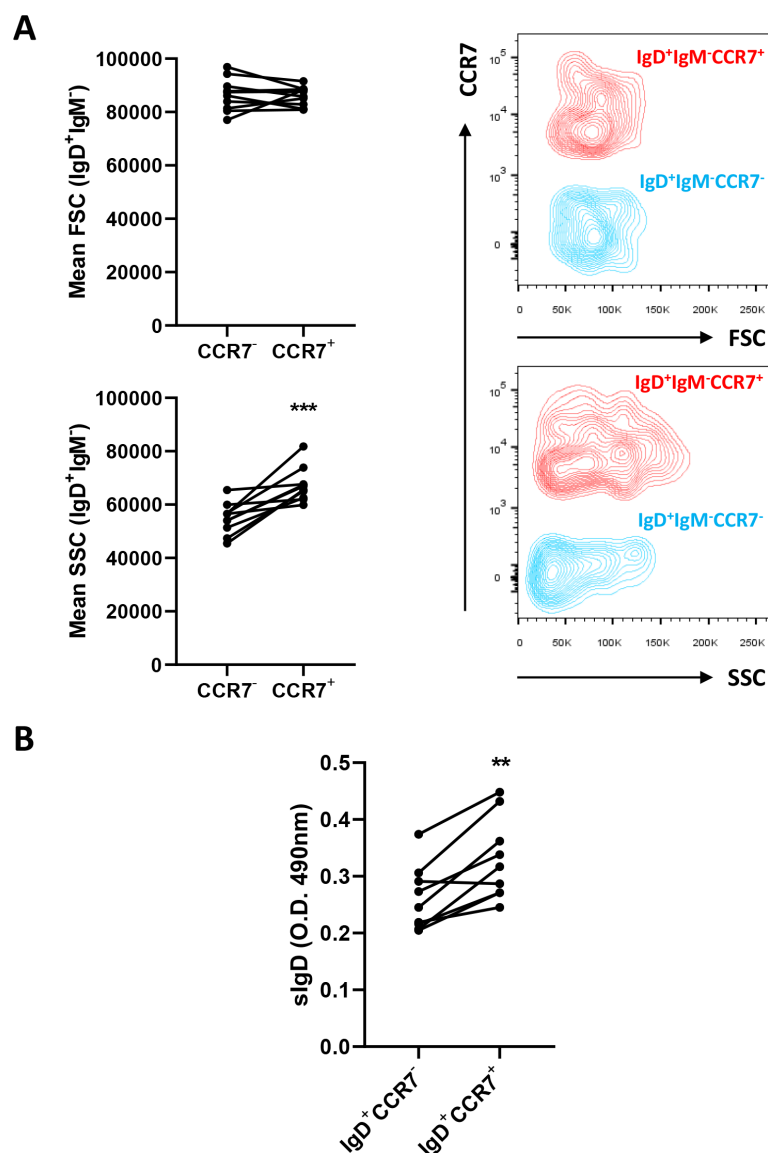 A
Mean FSC (IgD⁺IgM⁻)
100000
80000
60000
40000
20000
0
CCR7⁻ CCR7⁺
CCR7
IgD⁺IgM⁻CCR7⁺
10⁵
10⁴
10³
0
IgD⁺IgM⁻CCR7⁻
0 50K 100K 150K 200K 250K
FSC
Mean SSC (IgD⁺IgM⁻)
100000
80000
60000
40000
20000
0
***
CCR7⁻ CCR7⁺
IgD⁺IgM⁻CCR7⁺
10⁵
10⁴
10³
0
IgD⁺IgM⁻CCR7⁻
0 50K 100K 150K 200K 250K
SSC
B
sIgD (O.D. 490nm)
0.5
0.4
0.3
0.2
0.1
0.0
**
IgD⁺CCR7⁻
IgD⁺CCR7⁺